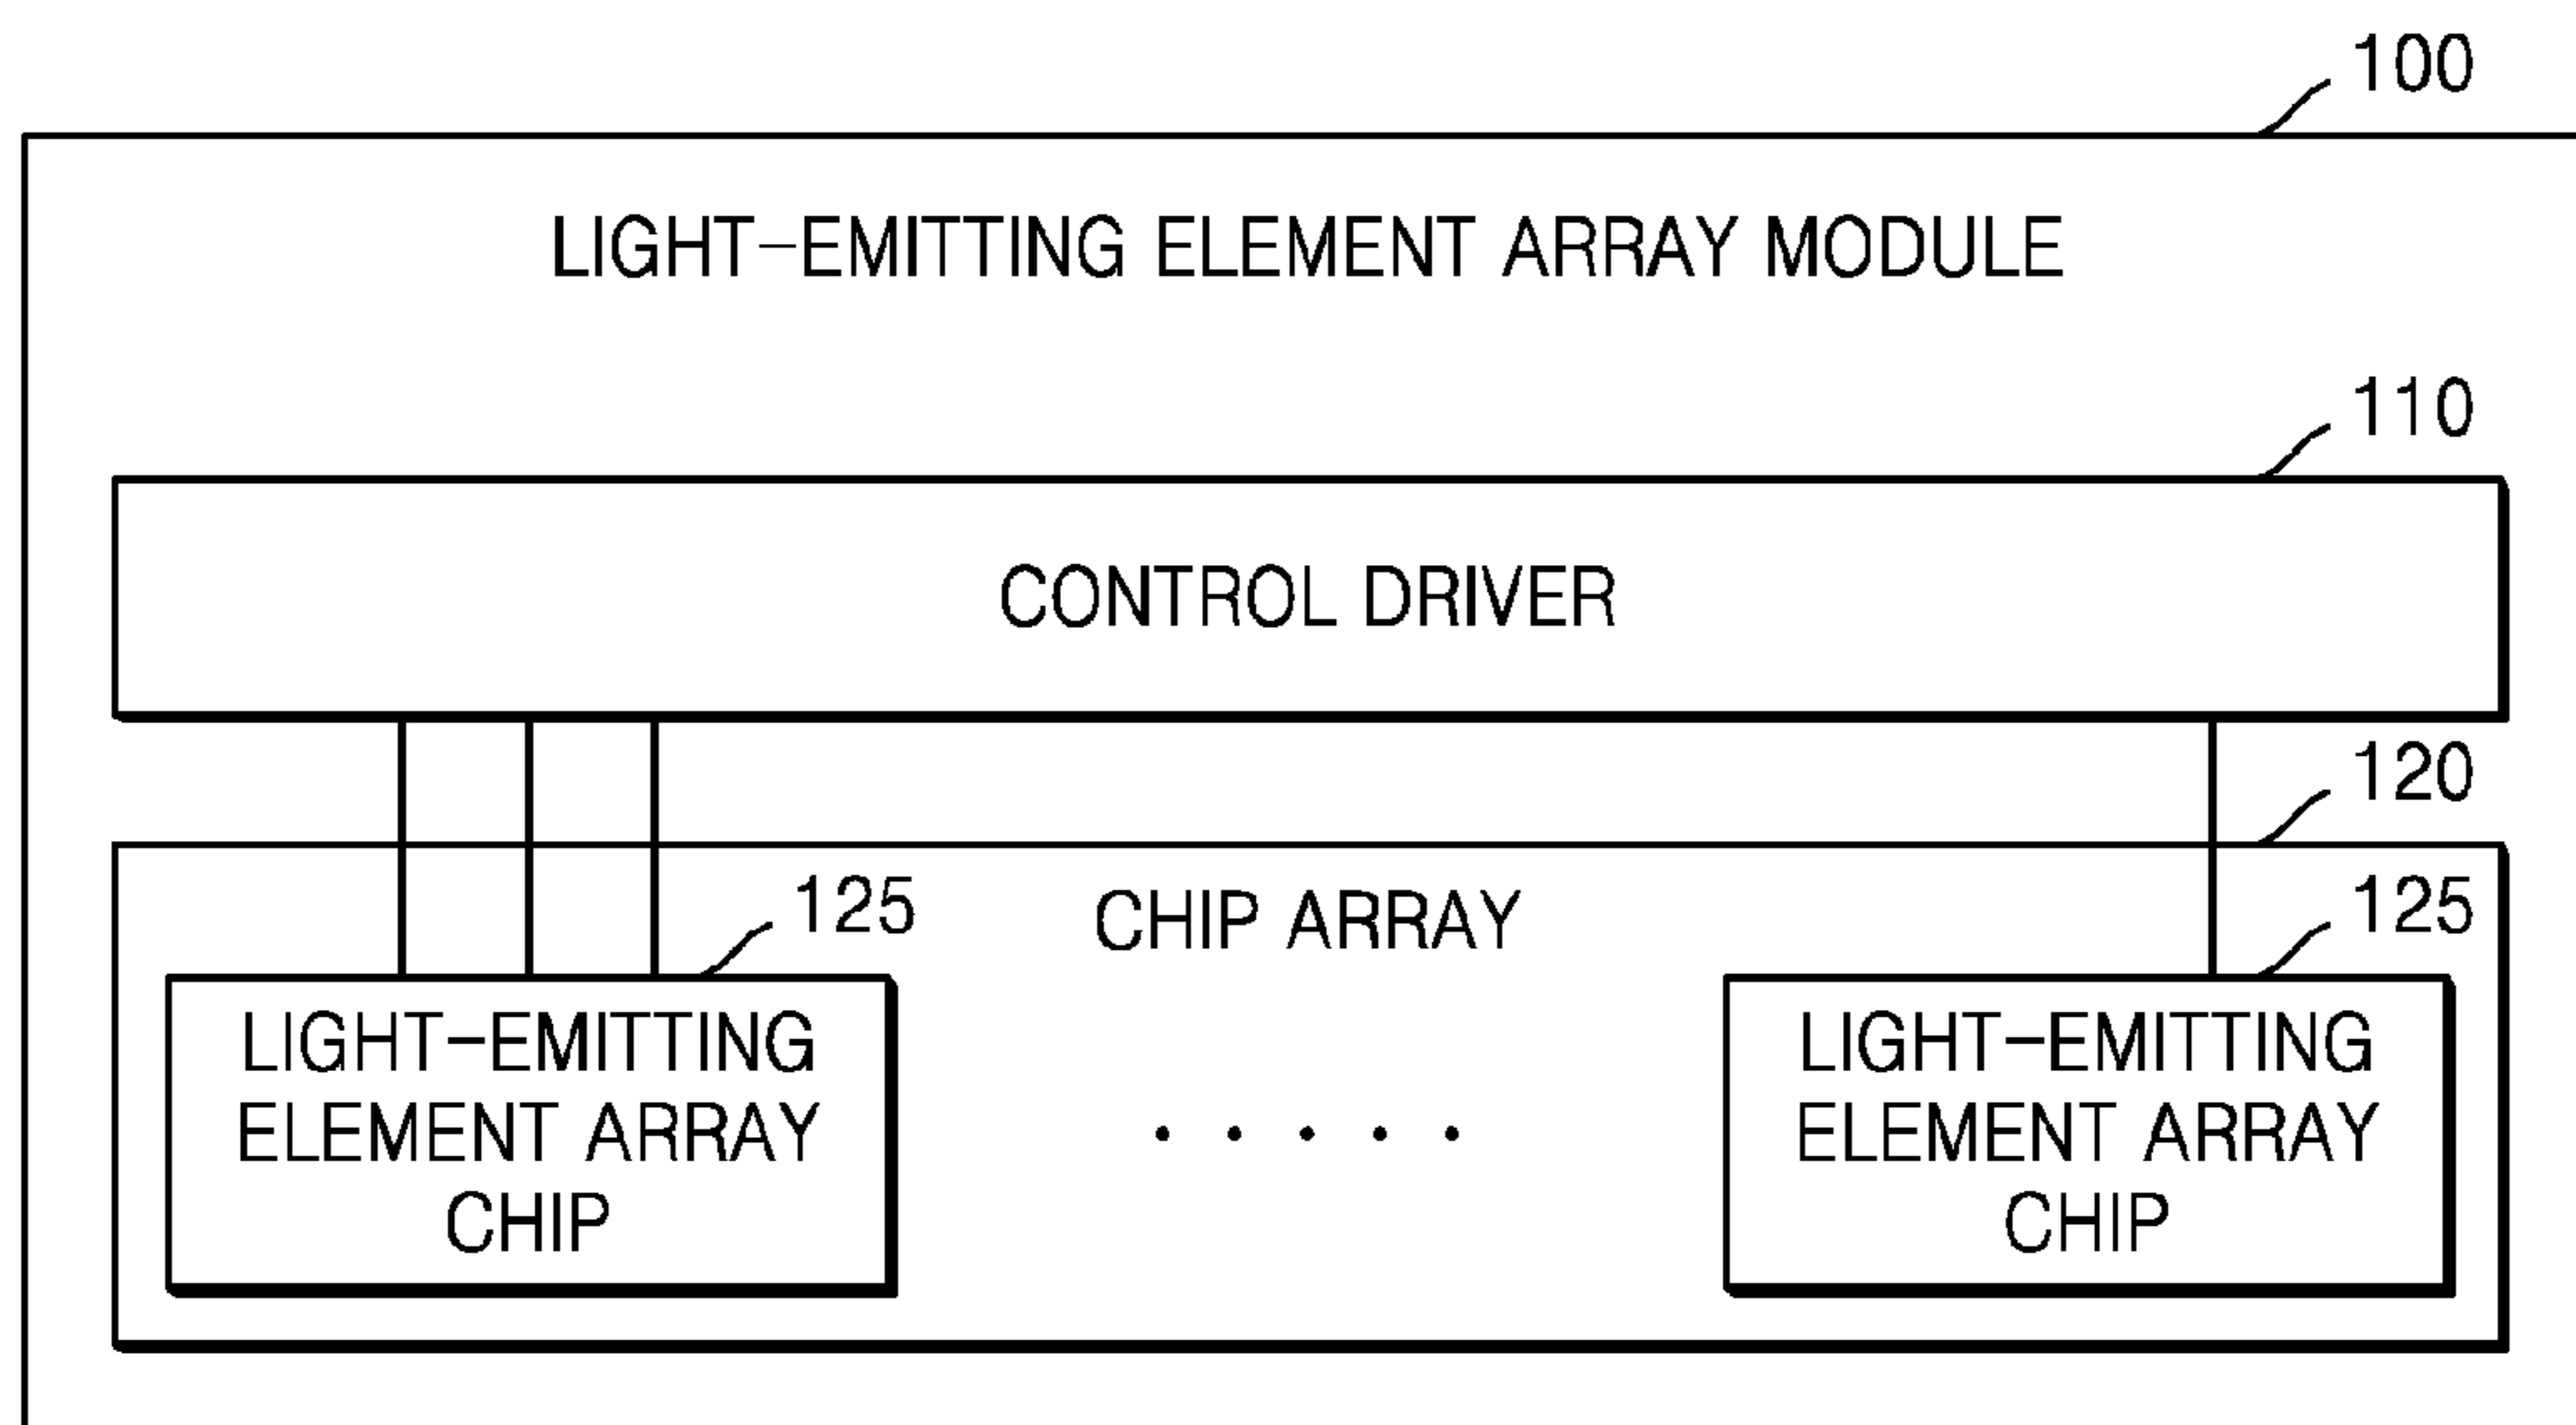 100
LIGHT-EMITTING ELEMENT ARRAY MODULE
110
CONTROL DRIVER
120
125
CHIP ARRAY
125
LIGHT-EMITTING
ELEMENT ARRAY
CHIP
LIGHT-EMITTING
ELEMENT ARRAY
CHIP